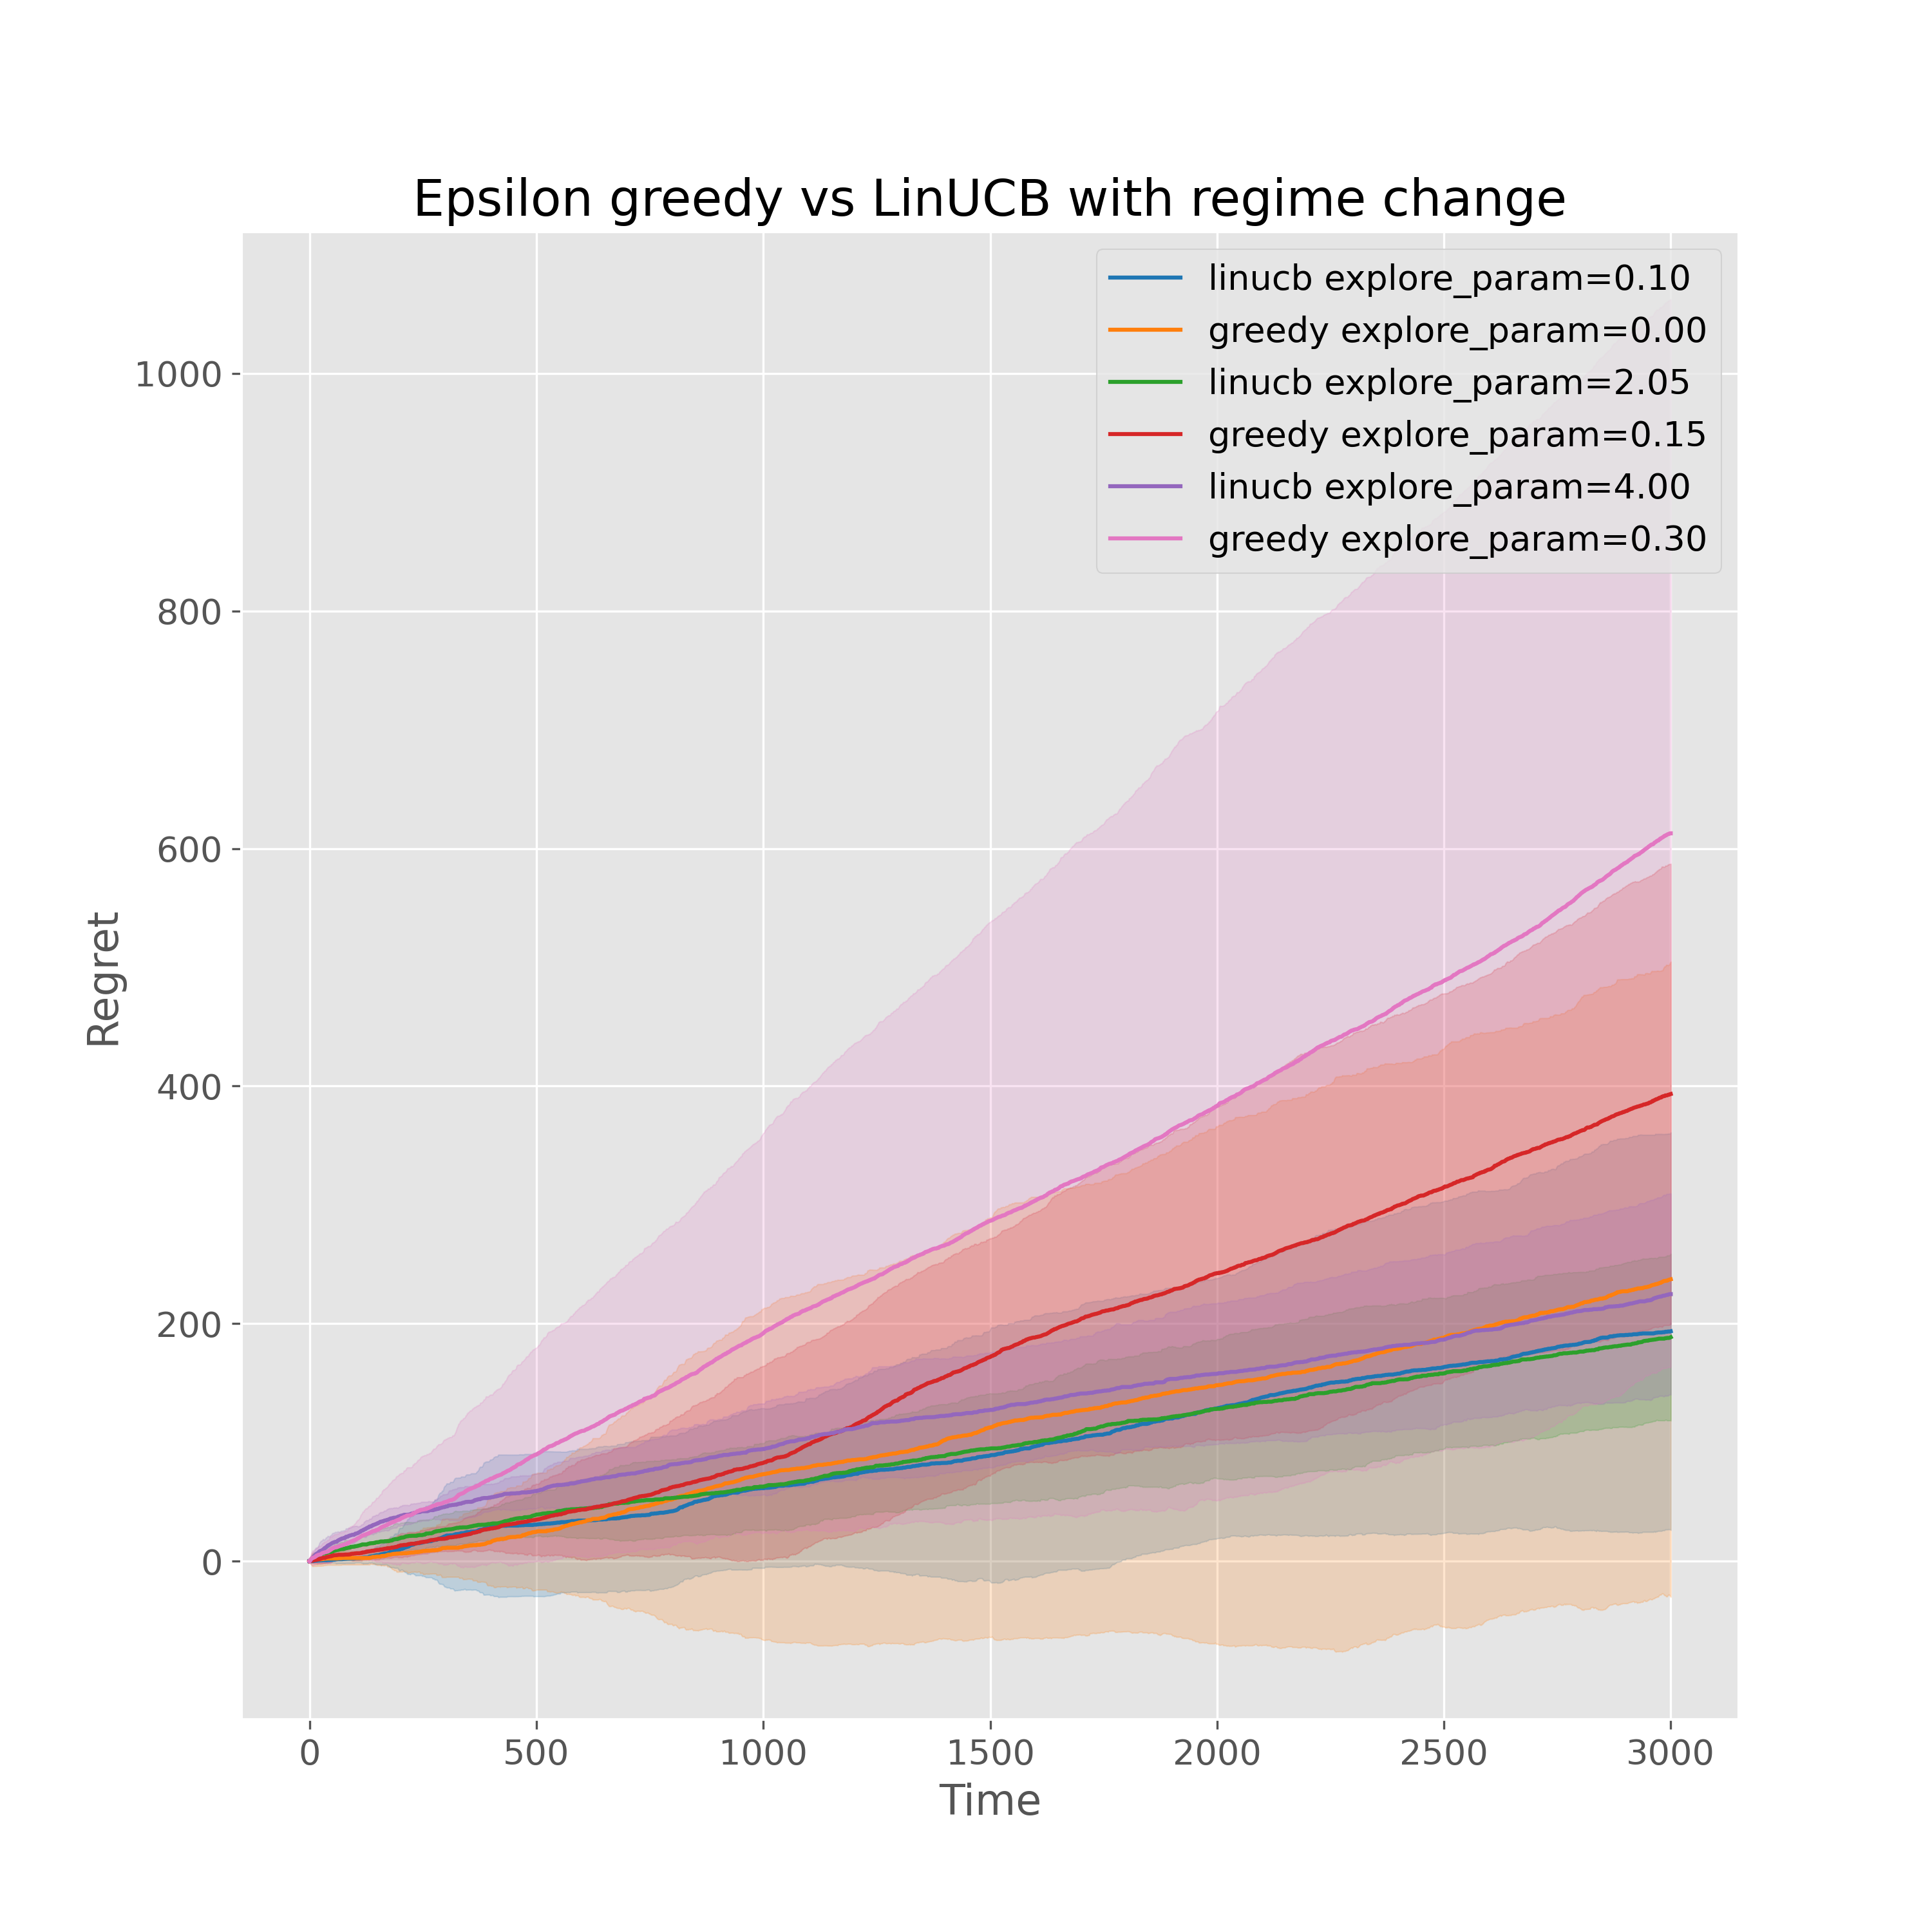 Epsilon greedy vs LinUCB with regime change
linucb explore_param=0.10
greedy explore_param=0.00
linucb explore_param=2.05
greedy explore_param=0.15
linucb explore_param=4.00
greedy explore_param=0.30
1000
800
600
400
200
0
Regret
0 500 1000 1500 2000 2500 3000
Time